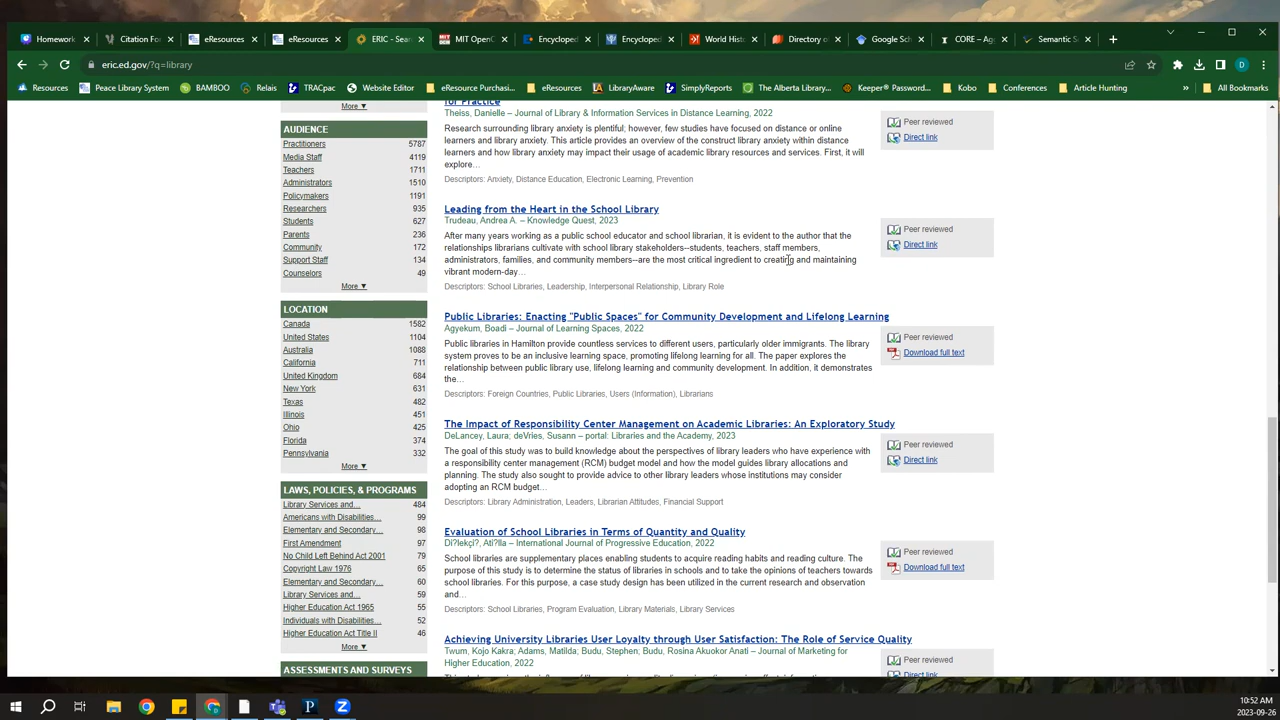 Homework
Citation Fo
eResources
eResources
ERIC - Sear
MIT OpenC
Encycloped
Encycloped
World Hist
Directory o
Google Sch
CORE – Ag
Semantic S
eric.ed.gov/?q=library
Resources
Peace Library System
BAMBOO
Relais
TRACpac
Website Editor
eResource Purchasi...
eResources
LibraryAware
SimplyReports
The Alberta Library...
Keeper® Password...
Kobo
Conferences
Article Hunting
»
All Bookmarks
More ▼
AUDIENCE
Practitioners 5787
Media Staff 4119
Teachers 1711
Administrators 1510
Policymakers 1191
Researchers 935
Students 627
Parents 236
Community 172
Support Staff 134
Counselors 49
More ▼
LOCATION
Canada 1582
United States 1104
Australia 1088
California 711
United Kingdom 684
New York 631
Texas 482
Illinois 451
Ohio 425
Florida 374
Pennsylvania 332
More ▼
LAWS, POLICIES, & PROGRAMS
Library Services and… 484
Americans with Disabilities… 99
Elementary and Secondary… 98
First Amendment 97
No Child Left Behind Act 2001 79
Copyright Law 1976 65
Elementary and Secondary… 60
Library Services and… 59
Higher Education Act 1965 55
Individuals with Disabilities… 52
Higher Education Act Title II 46
More ▼
ASSESSMENTS AND SURVEYS
for Practice
Theiss, Danielle – Journal of Library & Information Services in Distance Learning, 2022
Research surrounding library anxiety is plentiful; however, few studies have focused on distance or online
learners and library anxiety. This article provides an overview of the construct library anxiety within distance
learners and how library anxiety may impact their usage of academic library resources and services. First, it will
explore…
Descriptors: Anxiety, Distance Education, Electronic Learning, Prevention
Peer reviewed
Direct link
Leading from the Heart in the School Library
Trudeau, Andrea A. – Knowledge Quest, 2023
After many years working as a public school educator and school librarian, it is evident to the author that the
relationships librarians cultivate with school library stakeholders--students, teachers, staff members,
administrators, families, and community members--are the most critical ingredient to creating and maintaining
vibrant modern-day…
Descriptors: School Libraries, Leadership, Interpersonal Relationship, Library Role
Peer reviewed
Direct link
Public Libraries: Enacting "Public Spaces" for Community Development and Lifelong Learning
Agyekum, Boadi – Journal of Learning Spaces, 2022
Public libraries in Hamilton provide countless services to different users, particularly older immigrants. The library
system proves to be an inclusive learning space, promoting lifelong learning for all. The paper explores the
relationship between public library use, lifelong learning and community development. In addition, it demonstrates
the…
Descriptors: Foreign Countries, Public Libraries, Users (Information), Librarians
Peer reviewed
Download full text
The Impact of Responsibility Center Management on Academic Libraries: An Exploratory Study
DeLancey, Laura; deVries, Susann – portal: Libraries and the Academy, 2023
The goal of this study was to build knowledge about the perspectives of library leaders who have experience with
a responsibility center management (RCM) budget model and how the model guides library allocations and
planning. The study also sought to provide advice to other library leaders whose institutions may consider
adopting an RCM budget…
Descriptors: Library Administration, Leaders, Librarian Attitudes, Financial Support
Peer reviewed
Direct link
Evaluation of School Libraries in Terms of Quantity and Quality
Di?lekçi?, Ati?lla – International Journal of Progressive Education, 2022
School libraries are supplementary places enabling students to acquire reading habits and reading culture. The
purpose of this study is to determine the status of libraries in schools and to take the opinions of teachers towards
school libraries. For this purpose, a case study design has been utilized in the current research and observation
and…
Descriptors: School Libraries, Program Evaluation, Library Materials, Library Services
Peer reviewed
Download full text
Achieving University Libraries User Loyalty through User Satisfaction: The Role of Service Quality
Twum, Kojo Kakra; Adams, Matilda; Budu, Stephen; Budu, Rosina Akuokor Anati – Journal of Marketing for
Higher Education, 2022
Peer reviewed
Direct link
10:52 AM
2023-09-26